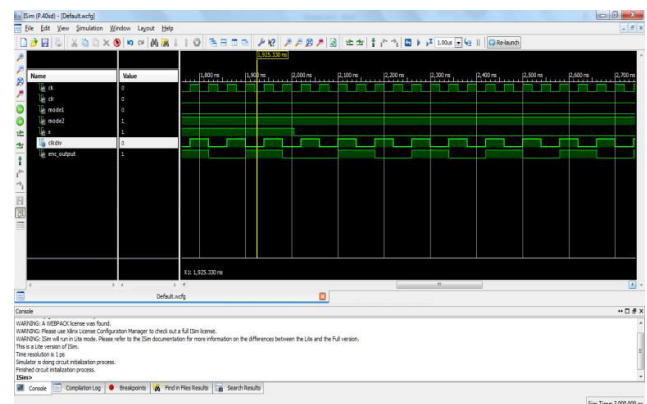 ISim (P.40xd) - [Default.wcfg]
File Edit View Simulation Window Layout Help
1.00us Re-launch
1,925.330 ns
Name Value
1,800 ns 1,900 ns 2,000 ns 2,100 ns 2,200 ns 2,300 ns 2,400 ns 2,500 ns 2,600 ns 2,700 ns
clk 0
clr 0
mode1 0
mode2 1
x 1
clkdiv 0
enc_output 1
X1: 1,925.330 ns
Default.wcfg
Console
WARNING: A WEBPACK license was found.
WARNING: Please use Xilinx License Configuration Manager to check out a full ISim license.
WARNING: ISim will run in Lite mode. Please refer to the ISim documentation for more information on the differences between the Lite and the Full version.
This is a Lite version of ISim.
Time resolution is 1 ps
Simulator is doing circuit initialization process.
Finished circuit initialization process.
ISim>
Console Compilation Log Breakpoints Find in Files Results Search Results